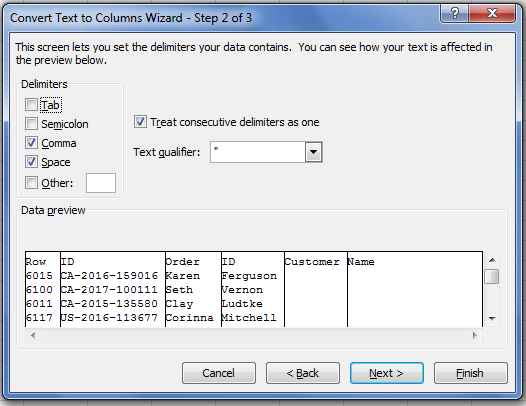 Convert Text to Columns Wizard - Step 2 of 3
This screen lets you set the delimiters your data contains. You can see how your text is affected in
the preview below.
Delimiters
Tab
Semicolon
Comma
Space
Other:
Treat consecutive delimiters as one
Text qualifier: "
Data preview
Row ID Order ID Customer Name
6015 CA-2016-159016 Karen Ferguson
6100 CA-2017-100111 Seth Vernon
6011 CA-2015-135580 Clay Ludtke
6117 US-2016-113677 Corinna Mitchell
Cancel < Back Next > Finish